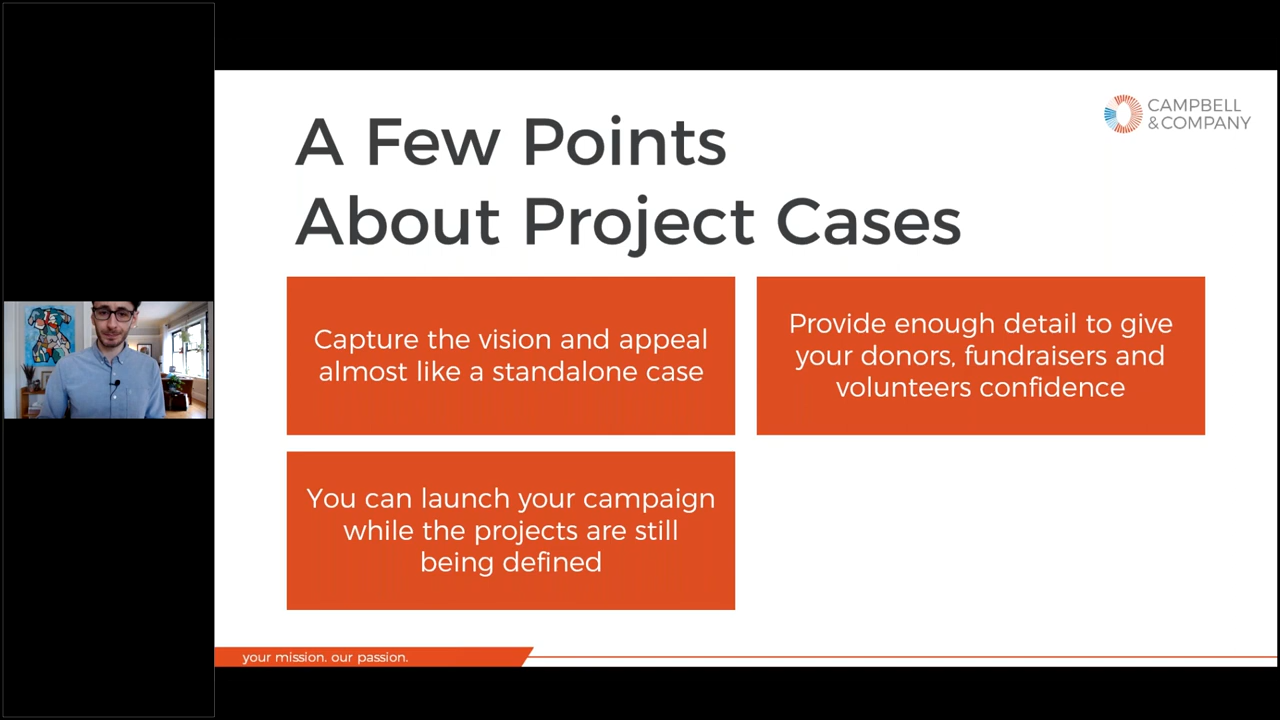 CAMPBELL
&COMPANY
A Few Points
About Project Cases
Capture the vision and appeal
almost like a standalone case
Provide enough detail to give
your donors, fundraisers and
volunteers confidence
You can launch your campaign
while the projects are still
being defined
your mission. our passion.